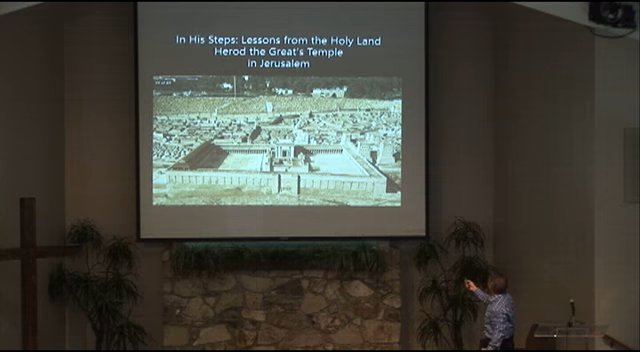 In His Steps: Lessons from the Holy Land
Herod the Great's Temple
in Jerusalem